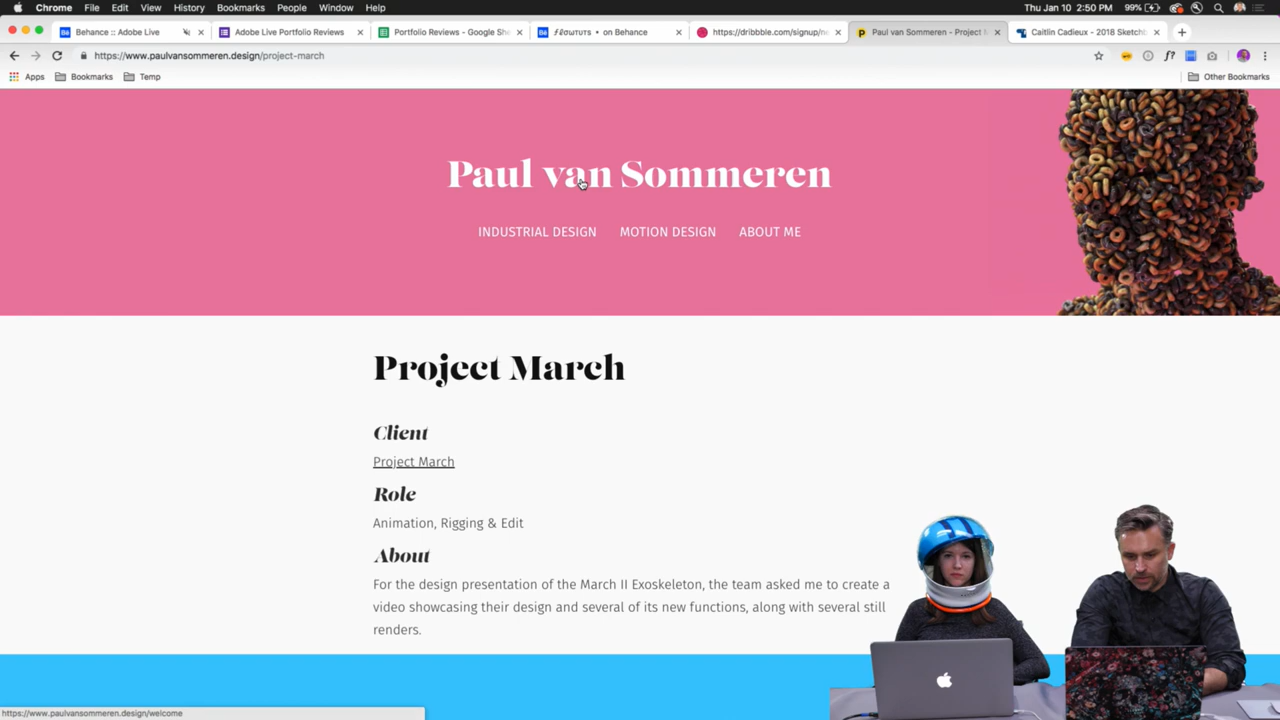 Chrome File Edit View History Bookmarks People Window Help 99% Thu Jan 10 2:50 PM
Behance :: Adobe Live
Adobe Live Portfolio Reviews
Portfolio Reviews - Google She
on Behance
https://dribbble.com/signup/ne
Paul van Sommeren - Project M
Caitlin Cadieux - 2018 Sketchb
https://www.paulvansommeren.design/project-march
Apps Bookmarks Temp Other Bookmarks
Paul van Sommeren
INDUSTRIAL DESIGN MOTION DESIGN ABOUT ME
Project March
Client
Project March
Role
Animation, Rigging & Edit
About
For the design presentation of the March II Exoskeleton, the team asked me to create a
video showcasing their design and several of its new functions, along with several still
renders.
https://www.paulvansommeren.design/welcome